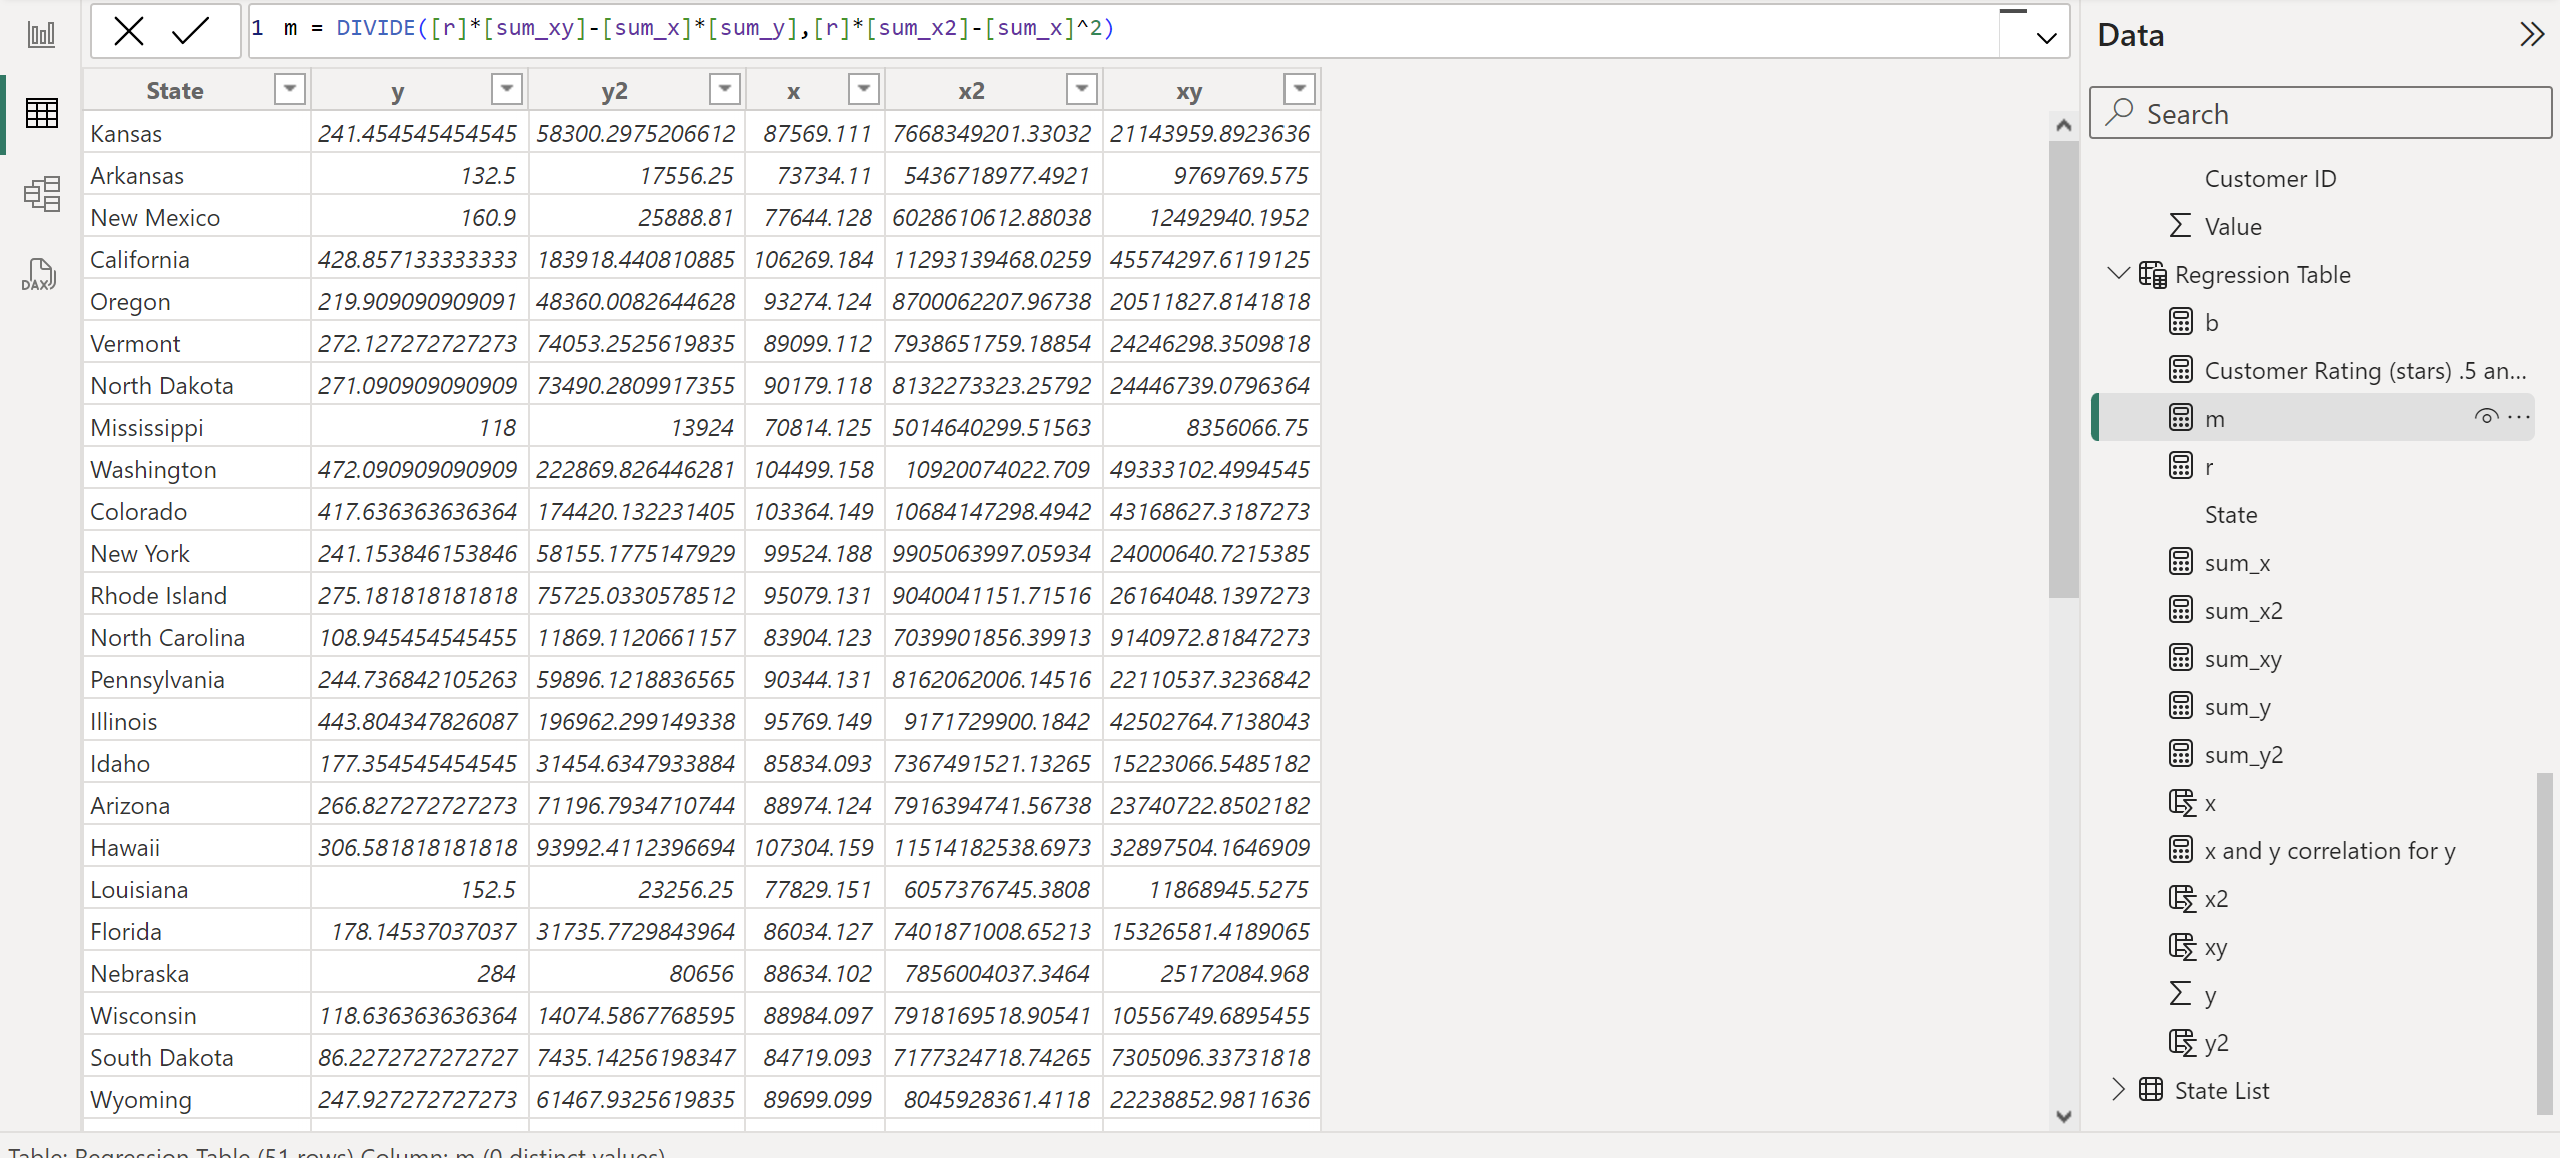 1 m = DIVIDE([r]*[sum_xy]-[sum_x]*[sum_y],[r]*[sum_x2]-[sum_x]^2)
State y y2 x x2 xy
Kansas 241.454545454545 58300.2975206612 87569.111 7668349201.33032 21143959.8923636
Arkansas 132.5 17556.25 73734.11 5436718977.4921 9769769.575
New Mexico 160.9 25888.81 77644.128 6028610612.88038 12492940.1952
California 428.857133333333 183918.440810885 106269.184 11293139468.0259 45574297.6119125
Oregon 219.909090909091 48360.0082644628 93274.124 8700062207.96738 20511827.8141818
Vermont 272.127272727273 74053.2525619835 89099.112 7938651759.18854 24246298.3509818
North Dakota 271.090909090909 73490.2809917355 90179.118 8132273323.25792 24446739.0796364
Mississippi 118 13924 70814.125 5014640299.51563 8356066.75
Washington 472.090909090909 222869.826446281 104499.158 10920074022.709 49333102.4994545
Colorado 417.636363636364 174420.132231405 103364.149 10684147298.4942 43168627.3187273
New York 241.153846153846 58155.1775147929 99524.188 9905063997.05934 24000640.7215385
Rhode Island 275.181818181818 75725.0330578512 95079.131 9040041151.71516 26164048.1397273
North Carolina 108.945454545455 11869.1120661157 83904.123 7039901856.39913 9140972.81847273
Pennsylvania 244.736842105263 59896.1218836565 90344.131 8162062006.14516 22110537.3236842
Illinois 443.804347826087 196962.299149338 95769.149 9171729900.1842 42502764.7138043
Idaho 177.354545454545 31454.6347933884 85834.093 7367491521.13265 15223066.5485182
Arizona 266.827272727273 71196.7934710744 88974.124 7916394741.56738 23740722.8502182
Hawaii 306.581818181818 93992.4112396694 107304.159 11514182538.6973 32897504.1646909
Louisiana 152.5 23256.25 77829.151 6057376745.3808 11868945.5275
Florida 178.14537037037 31735.7729843964 86034.127 7401871008.65213 15326581.4189065
Nebraska 284 80656 88634.102 7856004037.3464 25172084.968
Wisconsin 118.636363636364 14074.5867768595 88984.097 7918169518.90541 10556749.6895455
South Dakota 86.2272727272727 7435.14256198347 84719.093 7177324718.74265 7305096.33731818
Wyoming 247.927272727273 61467.9325619835 89699.099 8045928361.4118 22238852.9811636
Table: Regression Table (51 rows) Column: m (0 distinct values)
DAX
Data
Search
Customer ID
Value
Regression Table
b
Customer Rating (stars) .5 an...
m
r
State
sum_x
sum_x2
sum_xy
sum_y
sum_y2
x
x and y correlation for y
x2
xy
y
y2
State List